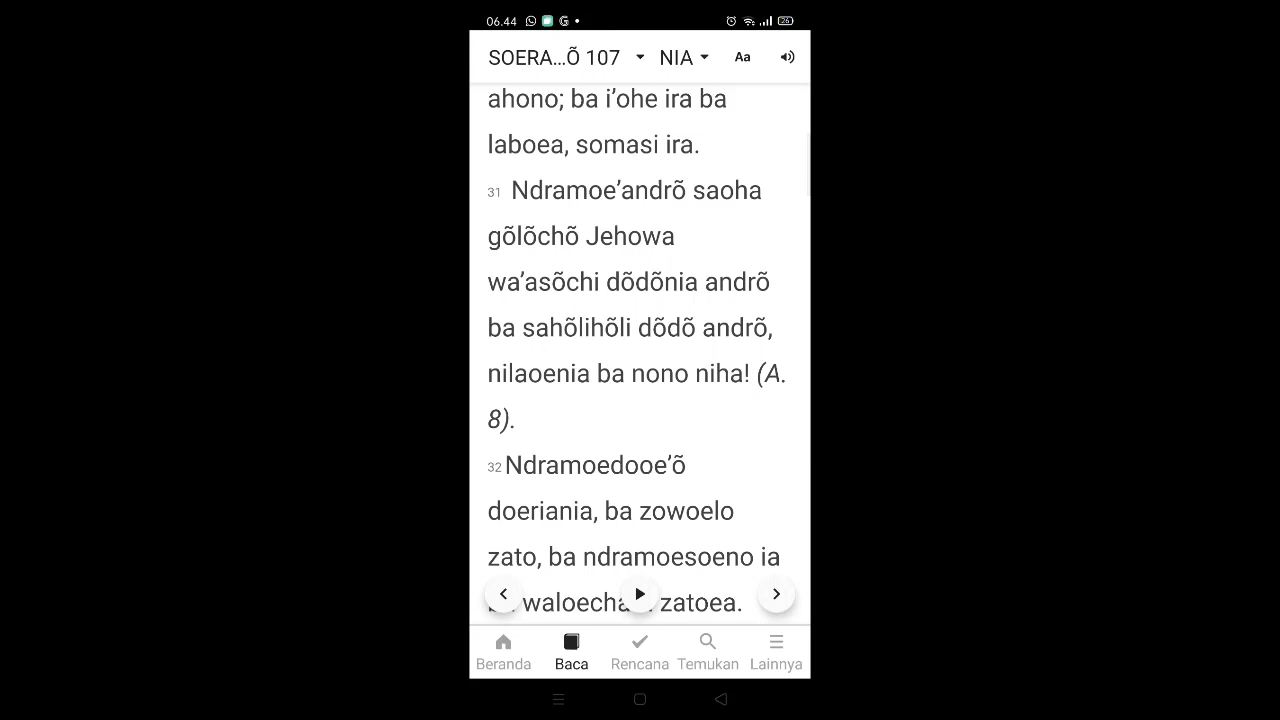 06.44
26
SOERA...Õ 107 NIA Aa
ahono; ba i’ohe ira ba
laboea, somasi ira.
31 Ndramoe’andrõ saoha
gõlõchõ Jehowa
wa’asõchi dõdõnia andrõ
ba sahõlihõli dõdõ andrõ,
nilaoenia ba nono niha! (A.
8).
32 Ndramoedooe’õ
doeriania, ba zowoelo
zato, ba ndramoesoeno ia
zatoea.
Beranda Baca Rencana Temukan Lainnya